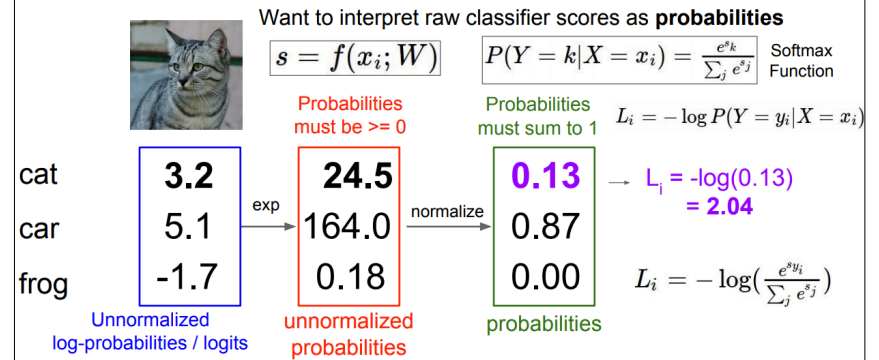 Want to interpret raw classifier scores as probabilities
s = f(x_i; W)
P(Y = k|X = x_i) = e^{s_k} / ∑_j e^{s_j}
Softmax
Function
Probabilities
must be >= 0
Probabilities
must sum to 1
L_i = − log P(Y = y_i|X = x_i)
cat 3.2 24.5 0.13 → L_i = -log(0.13)
= 2.04
exp
normalize
car 5.1 164.0 0.87
frog -1.7 0.18 0.00
L_i = − log(e^{s_{y_i}} / ∑_j e^{s_j})
Unnormalized
log-probabilities / logits
unnormalized
probabilities
probabilities